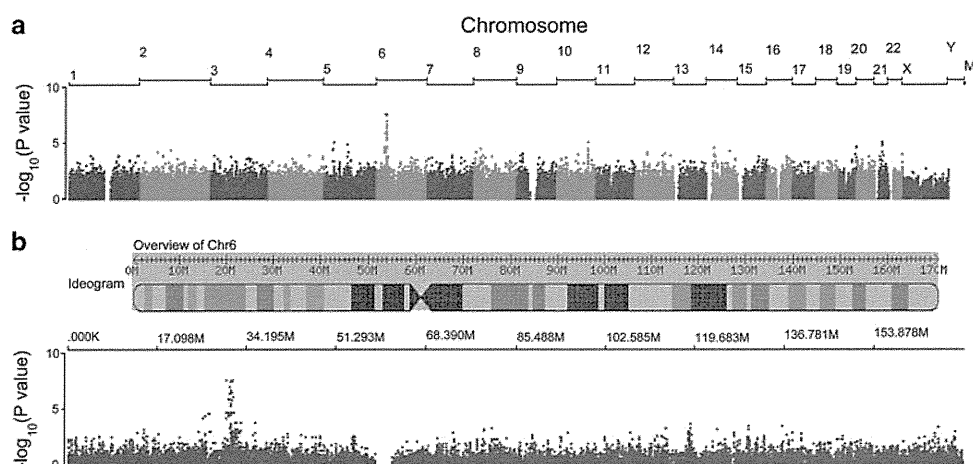 a
Chromosome
1 2 3 4 5 6 7 8 9 10 11 12 13 14 15 16 17 18 19 20 21 22 X Y M
-log10(P value)
10
5
0
b
Overview of Chr6
0M 10M 20M 30M 40M 50M 60M 70M 80M 90M 100M 110M 120M 130M 140M 150M 160M 170M
Ideogram
.000K 17.098M 34.195M 51.293M 68.390M 85.488M 102.585M 119.683M 136.781M 153.878M
-log10(P value)
10
5
0